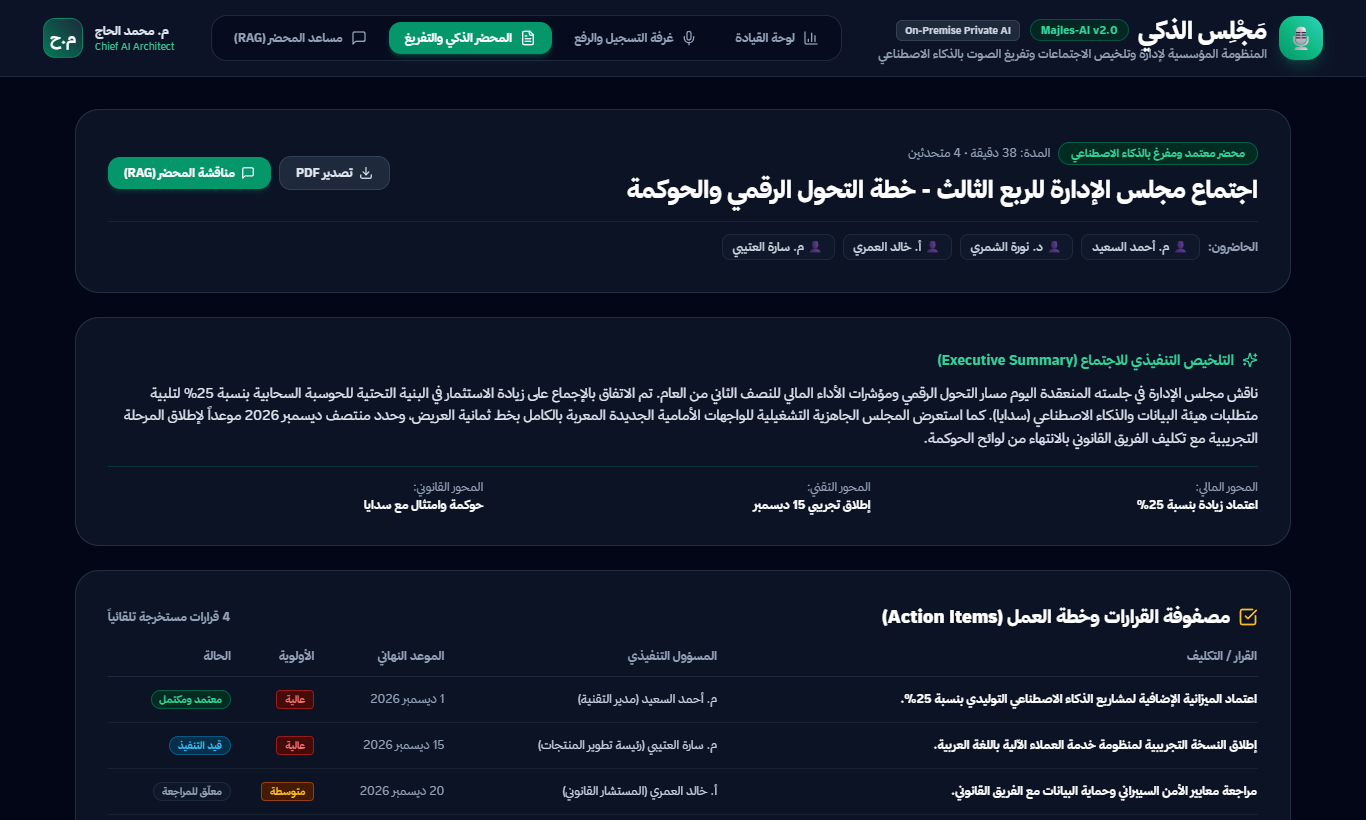 مَجْلِس الذكي
Majles-AI v2.0
On-Premise Private AI
المنظومة المؤسسية لإدارة وتلخيص الاجتماعات وتفريغ الصوت بالذكاء الاصطناعي
لوحة القيادة
غرفة التسجيل والرفع
المحضر الذكي والتفريغ
مساعد المحضر (RAG)
م. محمد الحاج
Chief AI Architect
م.ح
محضر معتمد ومفرغ بالذكاء الاصطناعي
المدة: 38 دقيقة • 4 متحدثين
اجتماع مجلس الإدارة للربع الثالث - خطة التحول الرقمي والحوكمة
تصدير PDF
مناقشة المحضر (RAG)
الحاضرون:
م. أحمد السعيد
د. نورة الشمري
أ. خالد العمري
م. سارة العتيبي
التلخيص التنفيذي للاجتماع (Executive Summary)
ناقش مجلس الإدارة في جلسته المنعقدة اليوم مسار التحول الرقمي ومؤشرات الأداء المالي للنصف الثاني من العام. تم الاتفاق بالإجماع على زيادة الاستثمار في البنية التحتية للحوسبة السحابية بنسبة 25% لتلبية
متطلبات هيئة البيانات والذكاء الاصطناعي (سدايا). كما استعرض المجلس الجاهزية التشغيلية للواجهات الأمامية الجديدة المعربة بالكامل بخط ثمانية العريض، وحدد منتصف ديسمبر 2026 موعداً لإطلاق المرحلة
التجريبية مع تكليف الفريق القانوني بالانتهاء من لوائح الحوكمة.
المحور المالي:
اعتماد زيادة بنسبة 25%
المحور التقني:
إطلاق تجريبي 15 ديسمبر
المحور القانوني:
حوكمة وامتثال مع سدايا
مصفوفة القرارات وخطة العمل (Action Items)
4 قرارات مستخرجة تلقائياً
القرار / التكليف المسؤول التنفيذي الموعد النهائي الأولوية الحالة
اعتماد الميزانية الإضافية لمشاريع الذكاء الاصطناعي التوليدي بنسبة 25%. م. أحمد السعيد (مدير التقنية) 1 ديسمبر 2026 عالية معتمد ومكتمل
إطلاق النسخة التجريبية لمنظومة خدمة العملاء الآلية باللغة العربية. م. سارة العتيبي (رئيسة تطوير المنتجات) 15 ديسمبر 2026 عالية قيد التنفيذ
مراجعة معايير الأمن السيبراني وحماية البيانات مع الفريق القانوني. أ. خالد العمري (المستشار القانوني) 20 ديسمبر 2026 متوسطة معلّق للمراجعة